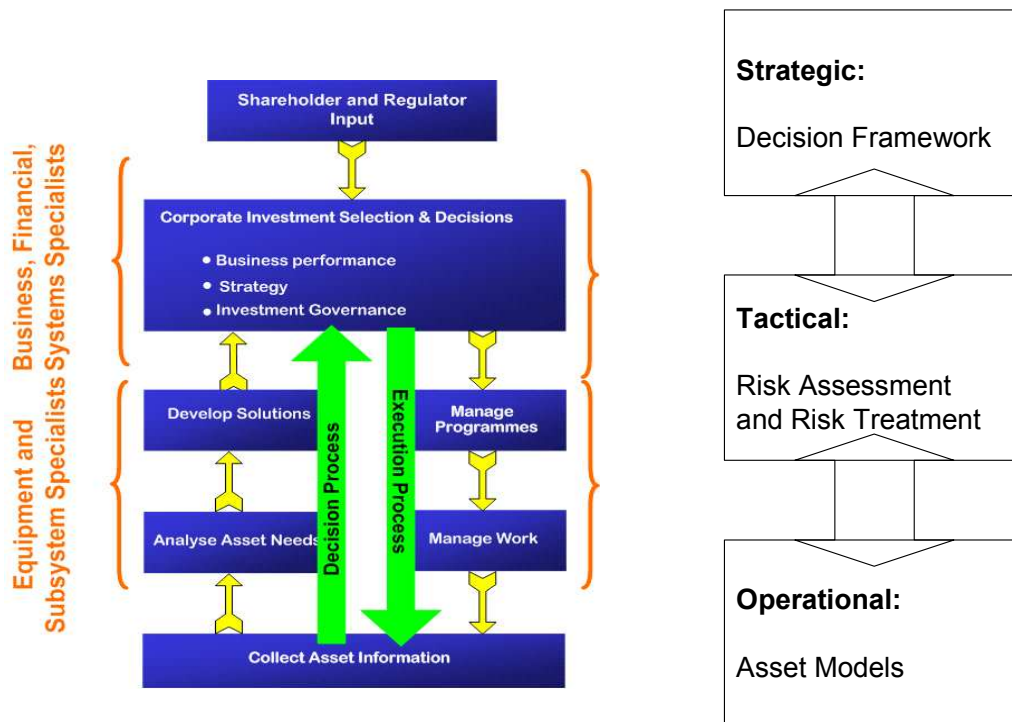 Shareholder and Regulator
Input
Business, Financial,
Systems Specialists
Corporate Investment Selection & Decisions
• Business performance
• Strategy
• Investment Governance
Equipment and
Subsystem Specialists
Develop Solutions
Manage
Programmes
Decision Process
Execution Process
Analyse Asset Needs
Manage Work
Collect Asset Information
Strategic:
Decision Framework
Tactical:
Risk Assessment
and Risk Treatment
Operational:
Asset Models